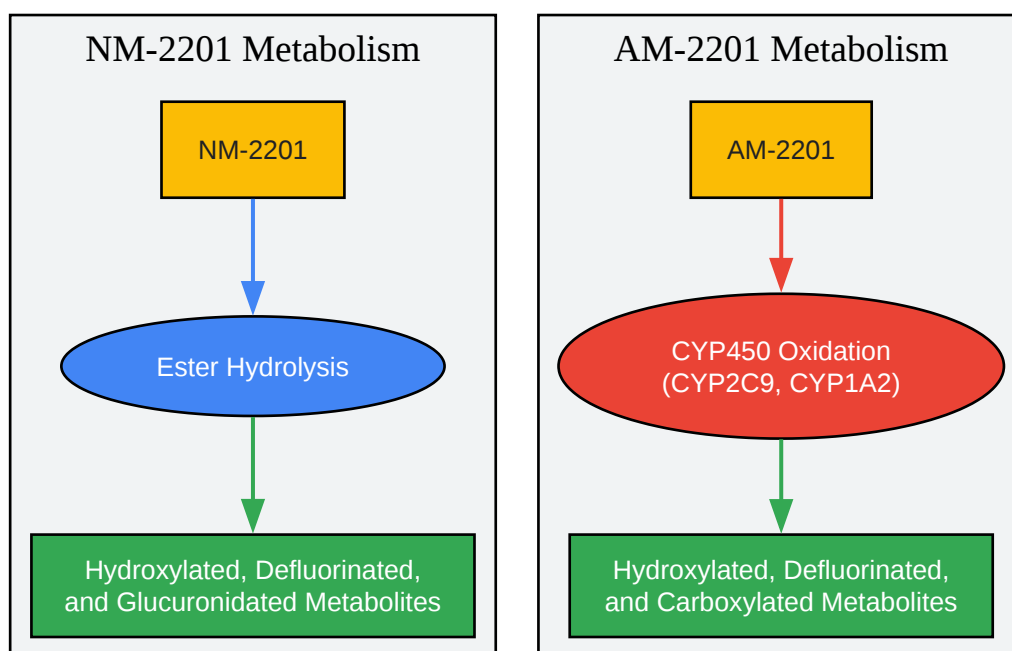 NM-2201 Metabolism
NM-2201
Ester Hydrolysis
Hydroxylated, Defluorinated,
and Glucuronidated Metabolites
AM-2201 Metabolism
AM-2201
CYP450 Oxidation
(CYP2C9, CYP1A2)
Hydroxylated, Defluorinated,
and Carboxylated Metabolites